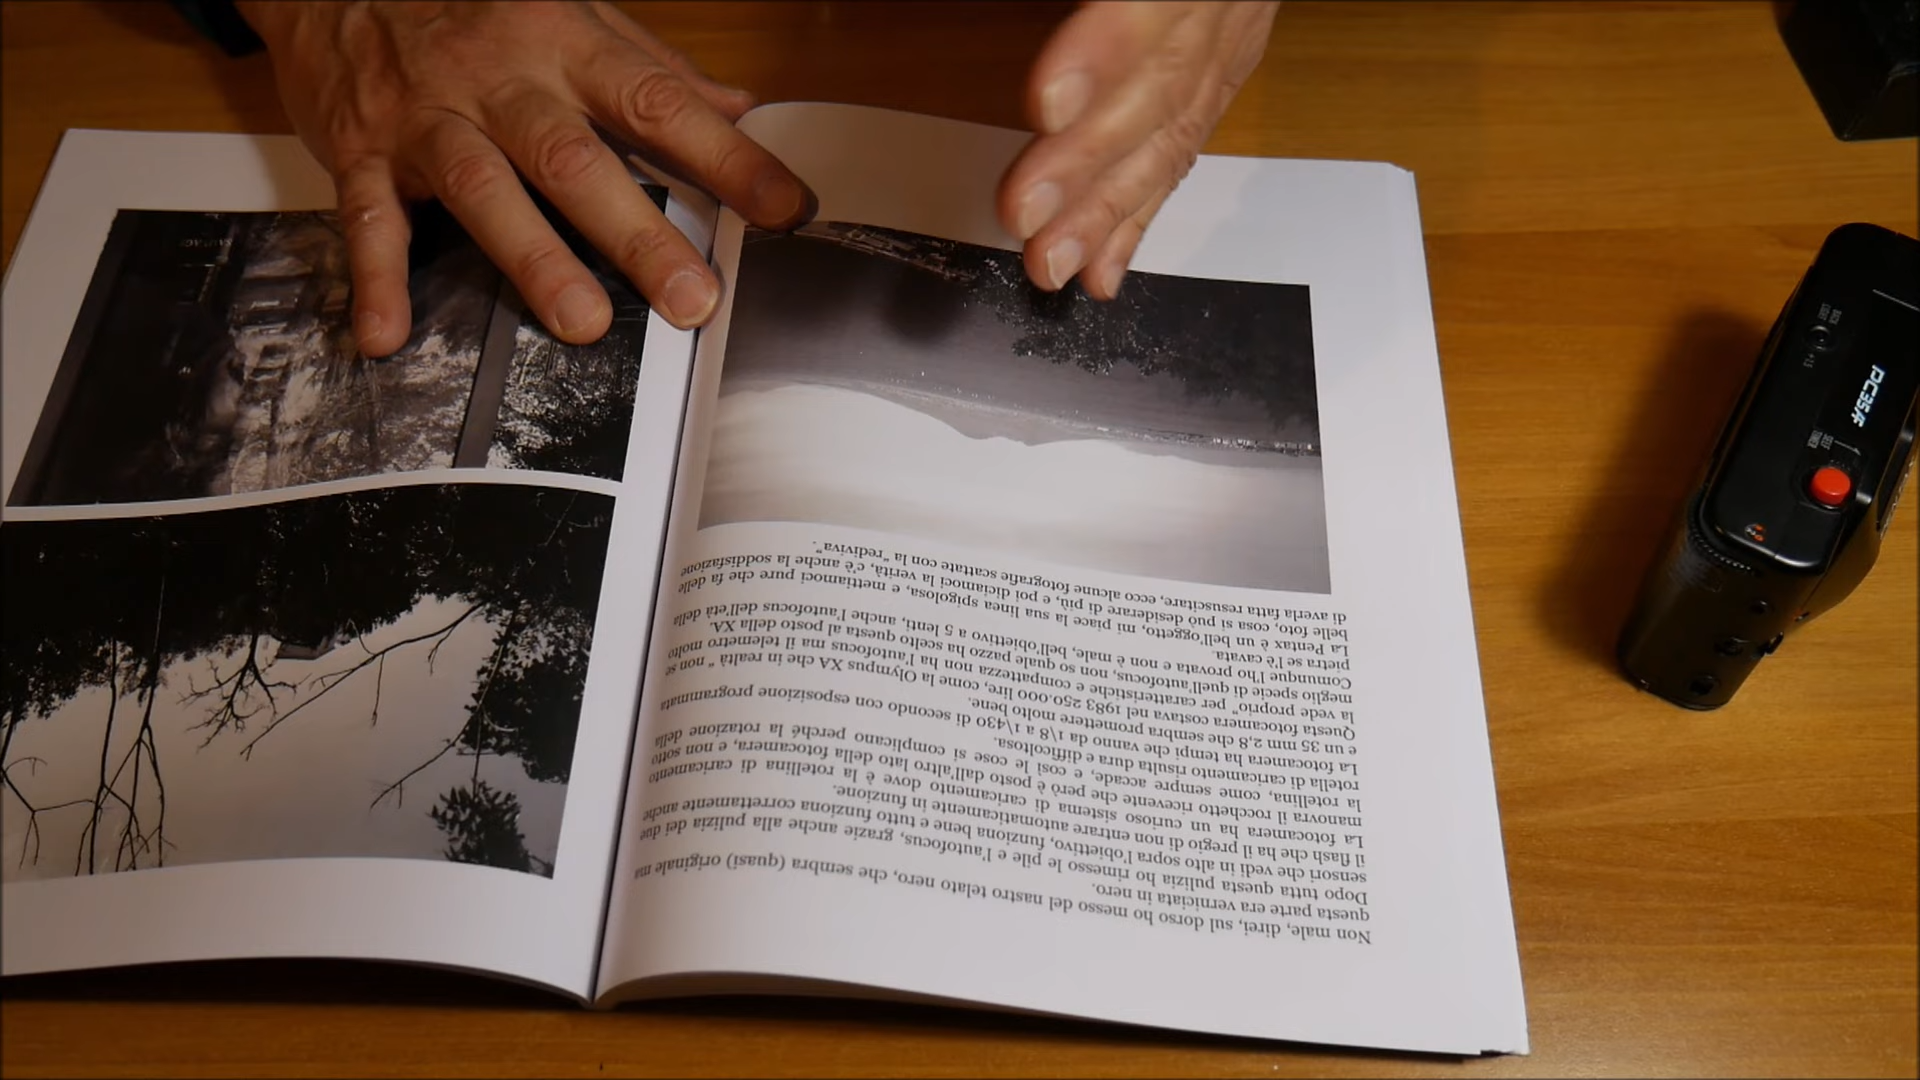 Non male, direi, sul dorso ho messo del nastro telato nero, che sembra (quasi) originale ma
questa parte era verniciata in nero.
Dopo tutta questa pulizia ho rimesso le pile e l'autofocus, grazie anche alla pulizia dei due
sensori che vedi in alto sopra l'obiettivo, funziona bene e tutto funziona correttamente anche
il flash che ha il pregio di non entrare automaticamente in funzione.
La fotocamera ha un curioso sistema di caricamento dove è la rotellina di caricamento
manovra il rocchetto ricevente che però è posto dall'altro lato della fotocamera, e non sotto
la rotellina, come sempre accade, e così le cose si complicano perché la rotazione della
rotella di caricamento risulta dura e difficoltosa.
La fotocamera ha tempi che vanno da 1\8 a 1\430 di secondo con esposizione programmata
e un 35 mm 2,8 che sembra promettere molto bene.
Questa fotocamera costava nel 1983 250.000 lire, come la Olympus XA che in realtà " non se
la vede proprio" per caratteristiche e compattezza non ha l'autofocus ma il telemetro molto
meglio specie di quell'autofocus, non so quale pazzo ha scelto questa al posto della XA.
Comunque l'ho provata e non è male, bell'obiettivo a 5 lenti, anche l'autofocus dell'età della
pietra se l'è cavata.
La Pentax è un bell'oggetto, mi piace la sua linea spigolosa, e mettiamoci pure che fa delle
belle foto, cosa si può desiderare di più, e poi diciamoci la verità, c'è anche la soddisfazione
di averla fatta resuscitare, ecco alcune fotografie scattate con la "rediviva".
BACK
LIGHT
+1.5
PC35AF
SELF
TIMER